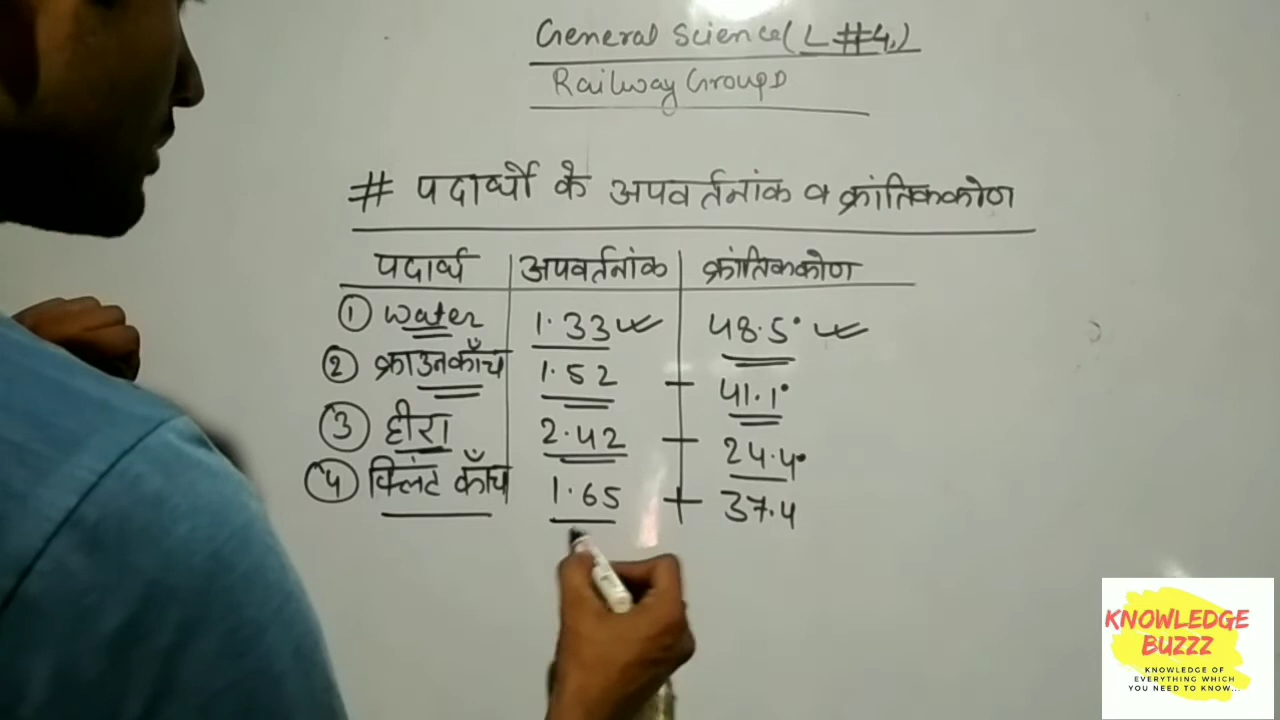 General Science (L#4.)
Railway Group D
# पदार्थो के अपवर्तनांक व क्रांतिककोण
पदार्थ अपवर्तनांक क्रांतिककोण
① Water 1.33 48.5°
② क्राउनकाँच 1.52 41.1°
③ हीरा 2.42 24.4°
④ फ्लिंट काँच 1.65 37.4
KNOWLEDGE
BUZZZ
KNOWLEDGE OF
EVERYTHING WHICH
YOU NEED TO KNOW...